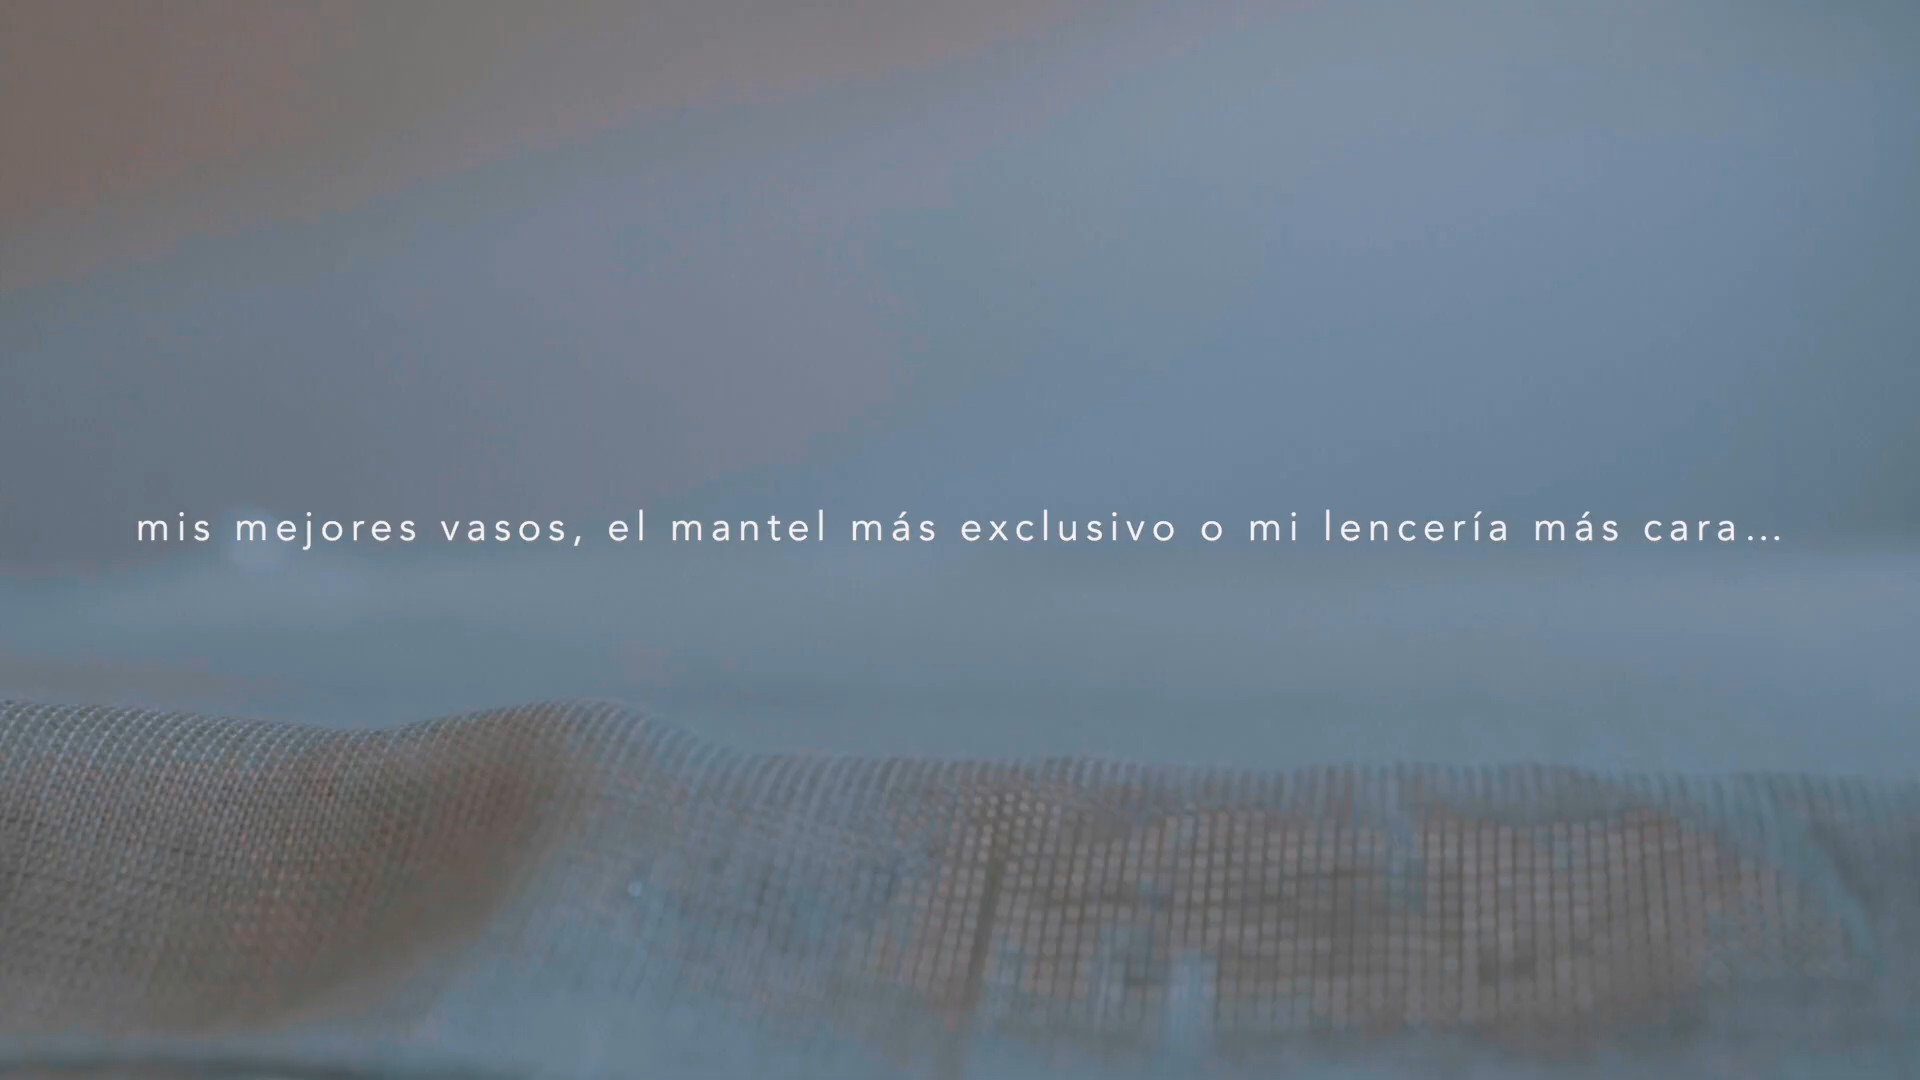 mis mejores vasos, el mantel más exclusivo o mi lencería más cara...